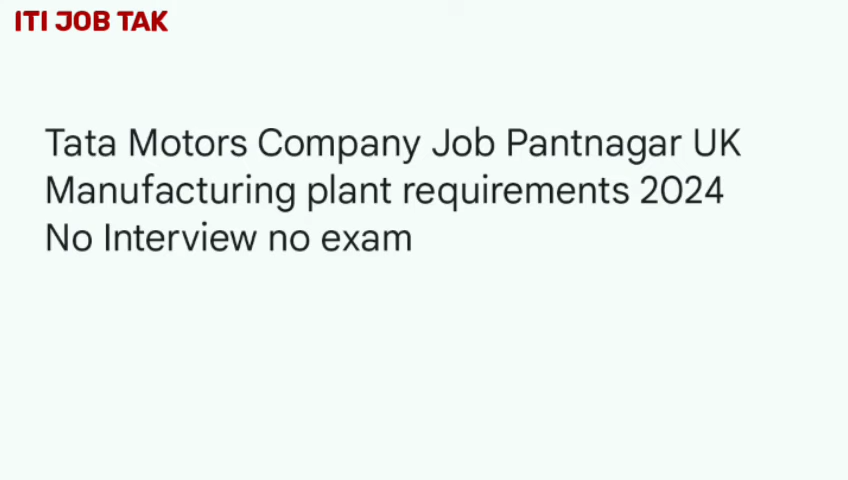 ITI JOB TAK
Tata Motors Company Job Pantnagar UK
Manufacturing plant requirements 2024
No Interview no exam